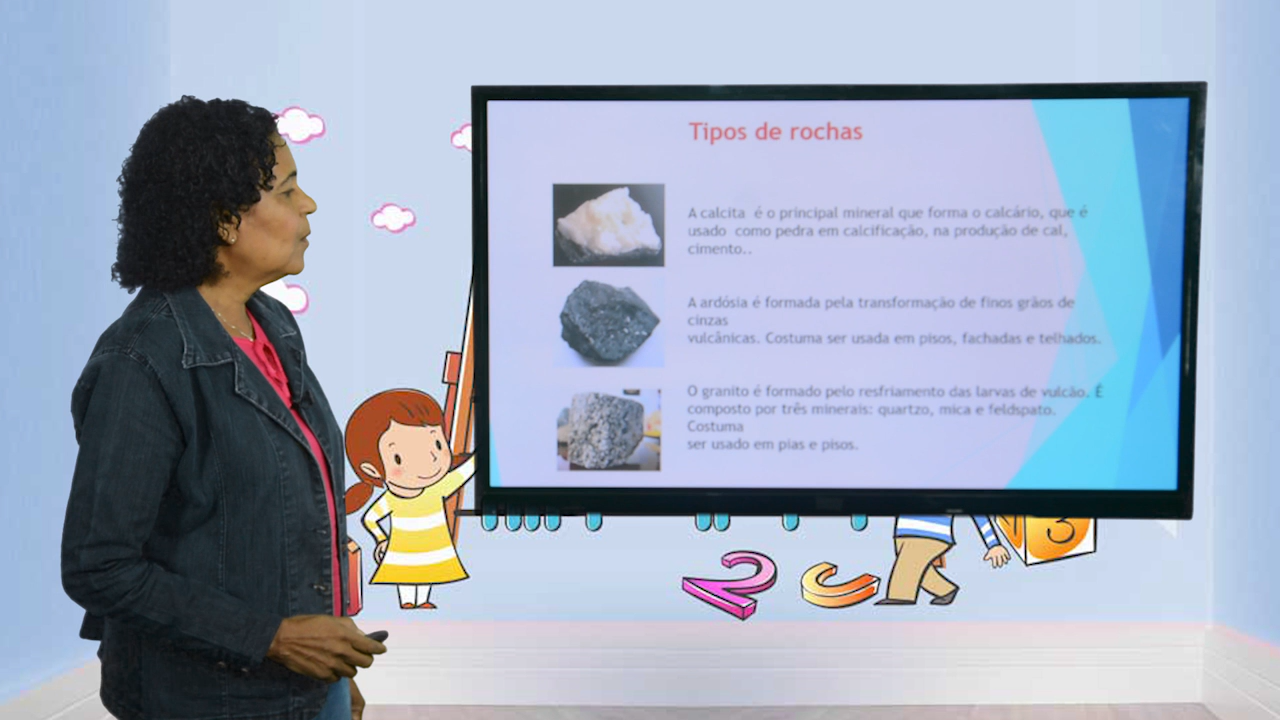 Tipos de rochas
A calcita é o principal mineral que forma o calcário, que é
usado como pedra em calcificação, na produção de cal,
cimento..
A ardósia é formada pela transformação de finos grãos de
cinzas
vulcânicas. Costuma ser usada em pisos, fachadas e telhados.
O granito é formado pelo resfriamento das larvas de vulcão. É
composto por três minerais: quartzo, mica e feldspato.
Costuma
ser usado em pias e pisos.
2
3